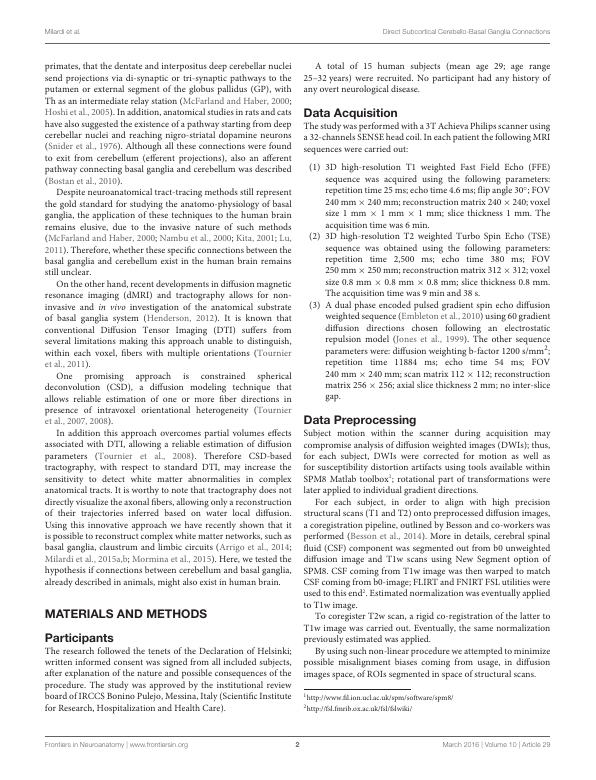 Milardi et al.
Direct Subcortical Cerebello-Basal Ganglia Connections
primates, that the dentate and interpositus deep cerebellar nuclei
send projections via di-synaptic or tri-synaptic pathways to the
putamen or external segment of the globus pallidus (GP), with
Th as an intermediate relay station (McFarland and Haber, 2000;
Hoshi et al., 2005). In addition, anatomical studies in rats and cats
have also suggested the existence of a pathway starting from deep
cerebellar nuclei and reaching nigro-striatal dopamine neurons
(Snider et al., 1976). Although all these connections were found
to exit from cerebellum (efferent projections), also an afferent
pathway connecting basal ganglia and cerebellum was described
(Bostan et al., 2010).
Despite neuroanatomical tract-tracing methods still represent
the gold standard for studying the anatomo-physiology of basal
ganglia, the application of these techniques to the human brain
remains elusive, due to the invasive nature of such methods
(McFarland and Haber, 2000; Nambu et al., 2000; Kita, 2001; Lu,
2011). Therefore, whether these specific connections between the
basal ganglia and cerebellum exist in the human brain remains
still unclear.
On the other hand, recent developments in diffusion magnetic
resonance imaging (dMRI) and tractography allows for non-
invasive and in vivo investigation of the anatomical substrate
of basal ganglia system (Henderson, 2012). It is known that
conventional Diffusion Tensor Imaging (DTI) suffers from
several limitations making this approach unable to distinguish,
within each voxel, fibers with multiple orientations (Tournier
et al., 2011).
One promising approach is constrained spherical
deconvolution (CSD), a diffusion modeling technique that
allows reliable estimation of one or more fiber directions in
presence of intravoxel orientational heterogeneity (Tournier
et al., 2007, 2008).
In addition this approach overcomes partial volumes effects
associated with DTI, allowing a reliable estimation of diffusion
parameters (Tournier et al., 2008). Therefore CSD-based
tractography, with respect to standard DTI, may increase the
sensitivity to detect white matter abnormalities in complex
anatomical tracts. It is worthy to note that tractography does not
directly visualize the axonal fibers, allowing only a reconstruction
of their trajectories inferred based on water local diffusion.
Using this innovative approach we have recently shown that it
is possible to reconstruct complex white matter networks, such as
basal ganglia, claustrum and limbic circuits (Arrigo et al., 2014;
Milardi et al., 2015a,b; Mormina et al., 2015). Here, we tested the
hypothesis if connections between cerebellum and basal ganglia,
already described in animals, might also exist in human brain.
MATERIALS AND METHODS
Participants
The research followed the tenets of the Declaration of Helsinki;
written informed consent was signed from all included subjects,
after explanation of the nature and possible consequences of the
procedure. The study was approved by the institutional review
board of IRCCS Bonino Pulejo, Messina, Italy (Scientific Institute
for Research, Hospitalization and Health Care).
A total of 15 human subjects (mean age 29; age range
25–32 years) were recruited. No participant had any history of
any overt neurological disease.
Data Acquisition
The study was performed with a 3T Achieva Philips scanner using
a 32-channels SENSE head coil. In each patient the following MRI
sequences were carried out:
(1) 3D high-resolution T1 weighted Fast Field Echo (FFE)
sequence was acquired using the following parameters:
repetition time 25 ms; echo time 4.6 ms; flip angle 30°; FOV
240 mm × 240 mm; reconstruction matrix 240 × 240; voxel
size 1 mm × 1 mm × 1 mm; slice thickness 1 mm. The
acquisition time was 6 min.
(2) 3D high-resolution T2 weighted Turbo Spin Echo (TSE)
sequence was obtained using the following parameters:
repetition time 2,500 ms; echo time 380 ms; FOV
250 mm × 250 mm; reconstruction matrix 312 × 312; voxel
size 0.8 mm × 0.8 mm × 0.8 mm; slice thickness 0.8 mm.
The acquisition time was 9 min and 38 s.
(3) A dual phase encoded pulsed gradient spin echo diffusion
weighted sequence (Embleton et al., 2010) using 60 gradient
diffusion directions chosen following an electrostatic
repulsion model (Jones et al., 1999). The other sequence
parameters were: diffusion weighting b-factor 1200 s/mm²;
repetition time 11884 ms; echo time 54 ms; FOV
240 mm × 240 mm; scan matrix 112 × 112; reconstruction
matrix 256 × 256; axial slice thickness 2 mm; no inter-slice
gap.
Data Preprocessing
Subject motion within the scanner during acquisition may
compromise analysis of diffusion weighted images (DWIs); thus,
for each subject, DWIs were corrected for motion as well as
for susceptibility distortion artifacts using tools available within
SPM8 Matlab toolbox¹; rotational part of transformations were
later applied to individual gradient directions.
For each subject, in order to align with high precision
structural scans (T1 and T2) onto preprocessed diffusion images,
a coregistration pipeline, outlined by Besson and co-workers was
performed (Besson et al., 2014). More in details, cerebral spinal
fluid (CSF) component was segmented out from b0 unweighted
diffusion image and T1w scans using New Segment option of
SPM8. CSF coming from T1w image was then warped to match
CSF coming from b0-image; FLIRT and FNIRT FSL utilities were
used to this end². Estimated normalization was eventually applied
to T1w image.
To coregister T2w scan, a rigid co-registration of the latter to
T1w image was carried out. Eventually, the same normalization
previously estimated was applied.
By using such non-linear procedure we attempted to minimize
possible misalignment biases coming from usage, in diffusion
images space, of ROIs segmented in space of structural scans.
¹http://www.fil.ion.ucl.ac.uk/spm/software/spm8/
²http://fsl.fmrib.ox.ac.uk/fsl/fslwiki/
Frontiers in Neuroanatomy | www.frontiersin.org
2
March 2016 | Volume 10 | Article 29